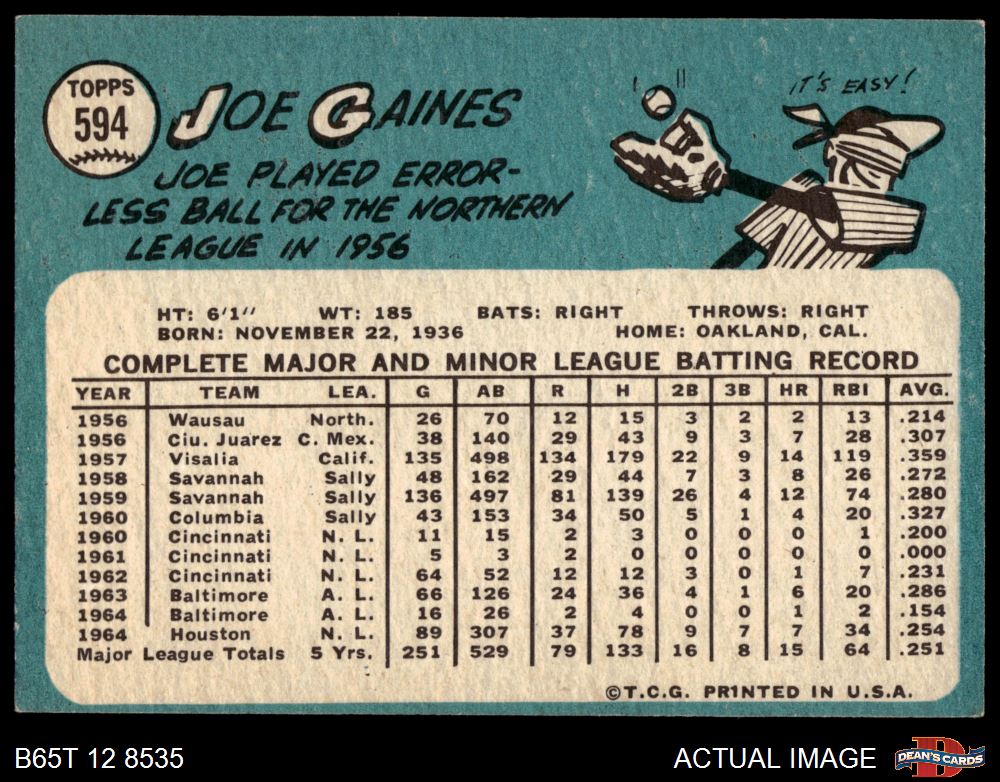 TOPPS
594
JOE GAINES
JOE PLAYED ERROR-
LESS BALL FOR THE NORTHERN
LEAGUE IN 1956
IT'S EASY!
HT: 6'1" WT: 185 BATS: RIGHT THROWS: RIGHT
BORN: NOVEMBER 22, 1936 HOME: OAKLAND, CAL.
COMPLETE MAJOR AND MINOR LEAGUE BATTING RECORD
YEAR TEAM LEA. G AB R H 2B 3B HR RBI AVG.
1956 Wausau North. 26 70 12 15 3 2 2 13 .214
1956 Ciu. Juarez C. Mex. 38 140 29 43 9 3 7 28 .307
1957 Visalia Calif. 135 498 134 179 22 9 14 119 .359
1958 Savannah Sally 48 162 29 44 7 3 8 26 .272
1959 Savannah Sally 136 497 81 139 26 4 12 74 .280
1960 Columbia Sally 43 153 34 50 5 1 4 20 .327
1960 Cincinnati N. L. 11 15 2 3 0 0 0 1 .200
1961 Cincinnati N. L. 5 3 2 0 0 0 0 0 .000
1962 Cincinnati N. L. 64 52 12 12 3 0 1 7 .231
1963 Baltimore A. L. 66 126 24 36 4 1 6 20 .286
1964 Baltimore A. L. 16 26 2 4 0 0 1 2 .154
1964 Houston N. L. 89 307 37 78 9 7 7 34 .254
Major League Totals 5 Yrs. 251 529 79 133 16 8 15 64 .251
©T.C.G. PRINTED IN U.S.A.
B65T 12 8535 ACTUAL IMAGE
DEAN'S CARDS